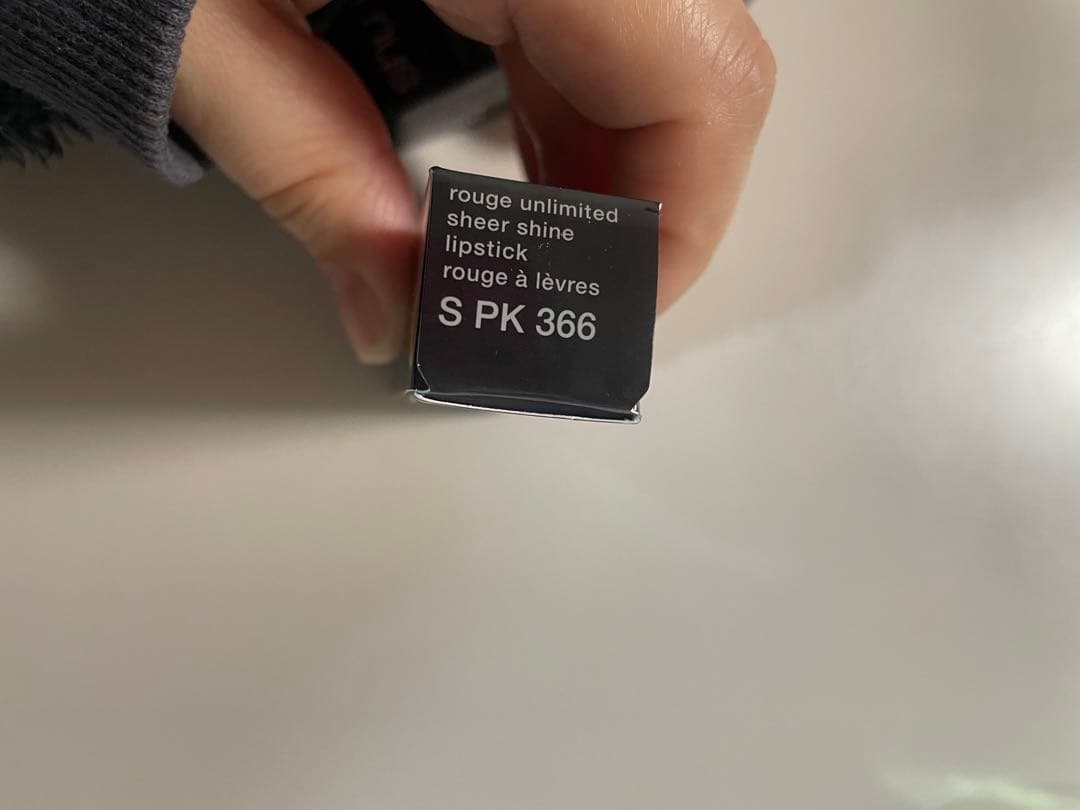 rouge unlimited
sheer shine
lipstick
rouge à lèvres
S PK 366